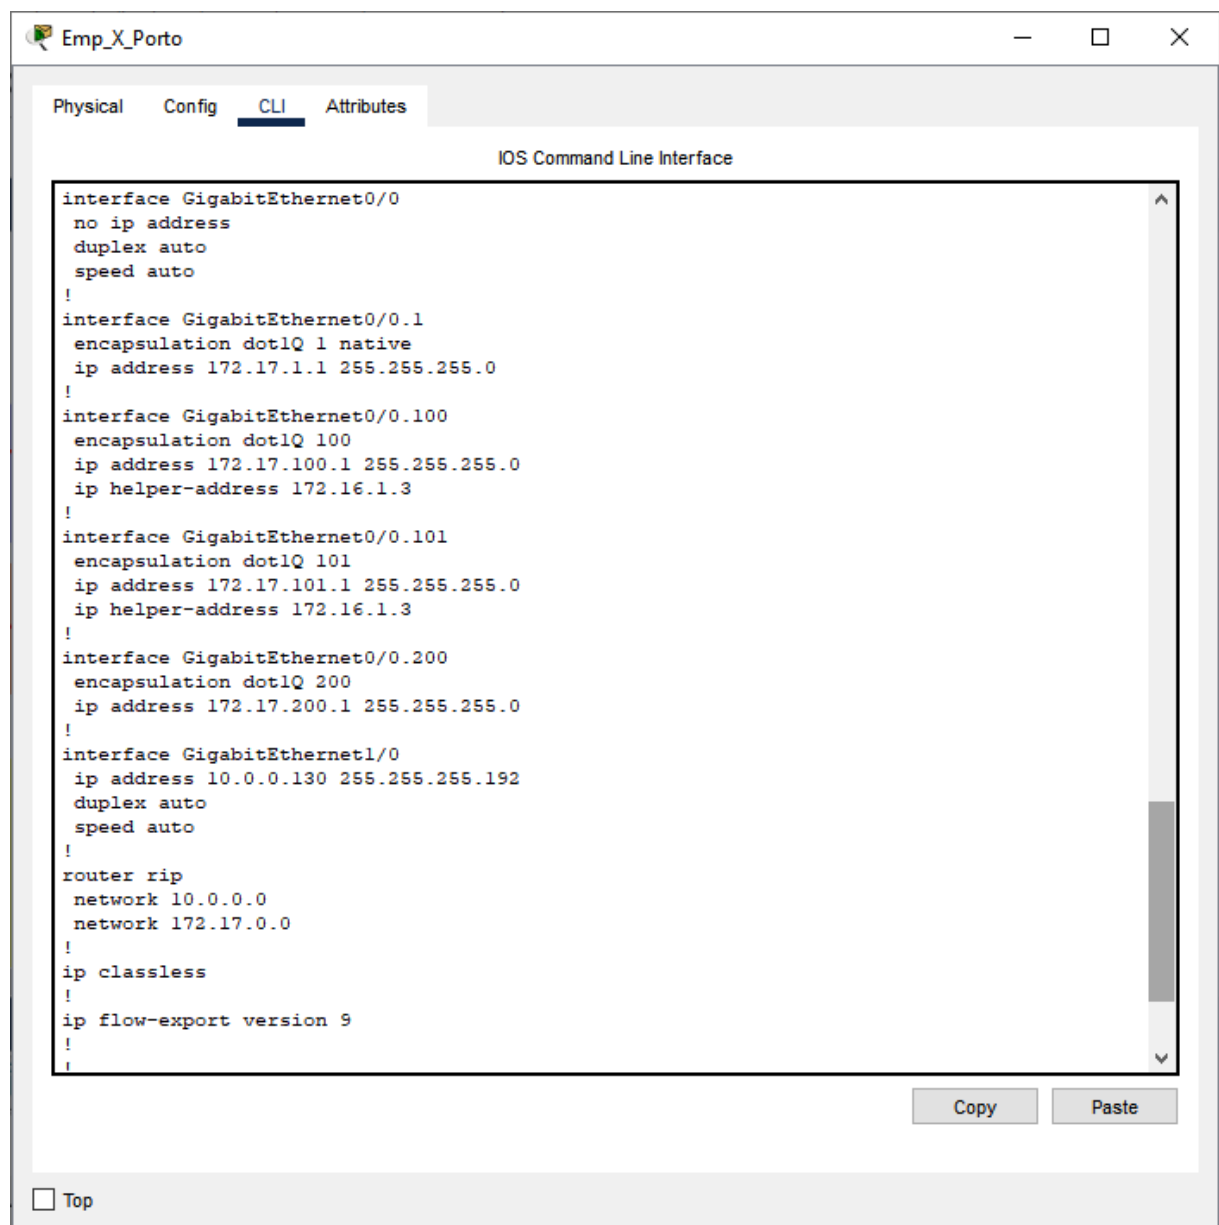 Emp_X_Porto
Physical Config CLI Attributes
IOS Command Line Interface
interface GigabitEthernet0/0
 no ip address
 duplex auto
 speed auto
!
interface GigabitEthernet0/0.1
 encapsulation dot1Q 1 native
 ip address 172.17.1.1 255.255.255.0
!
interface GigabitEthernet0/0.100
 encapsulation dot1Q 100
 ip address 172.17.100.1 255.255.255.0
 ip helper-address 172.16.1.3
!
interface GigabitEthernet0/0.101
 encapsulation dot1Q 101
 ip address 172.17.101.1 255.255.255.0
 ip helper-address 172.16.1.3
!
interface GigabitEthernet0/0.200
 encapsulation dot1Q 200
 ip address 172.17.200.1 255.255.255.0
!
interface GigabitEthernet1/0
 ip address 10.0.0.130 255.255.255.192
 duplex auto
 speed auto
!
router rip
 network 10.0.0.0
 network 172.17.0.0
!
ip classless
!
ip flow-export version 9
!
!
Copy Paste
Top